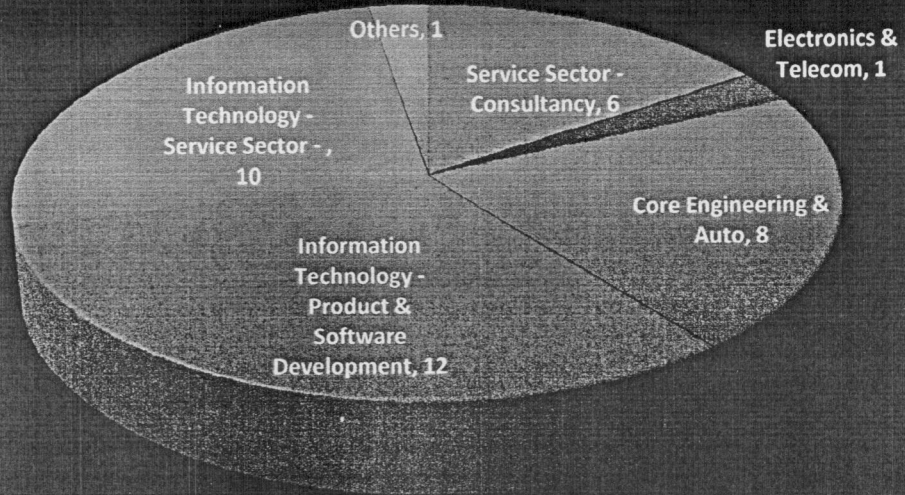 Others, 1
Service Sector -
Consultancy, 6
Electronics &
Telecom, 1
Core Engineering &
Auto, 8
Information
Technology -
Product &
Software
Development, 12
Information
Technology -
Service Sector - ,
10